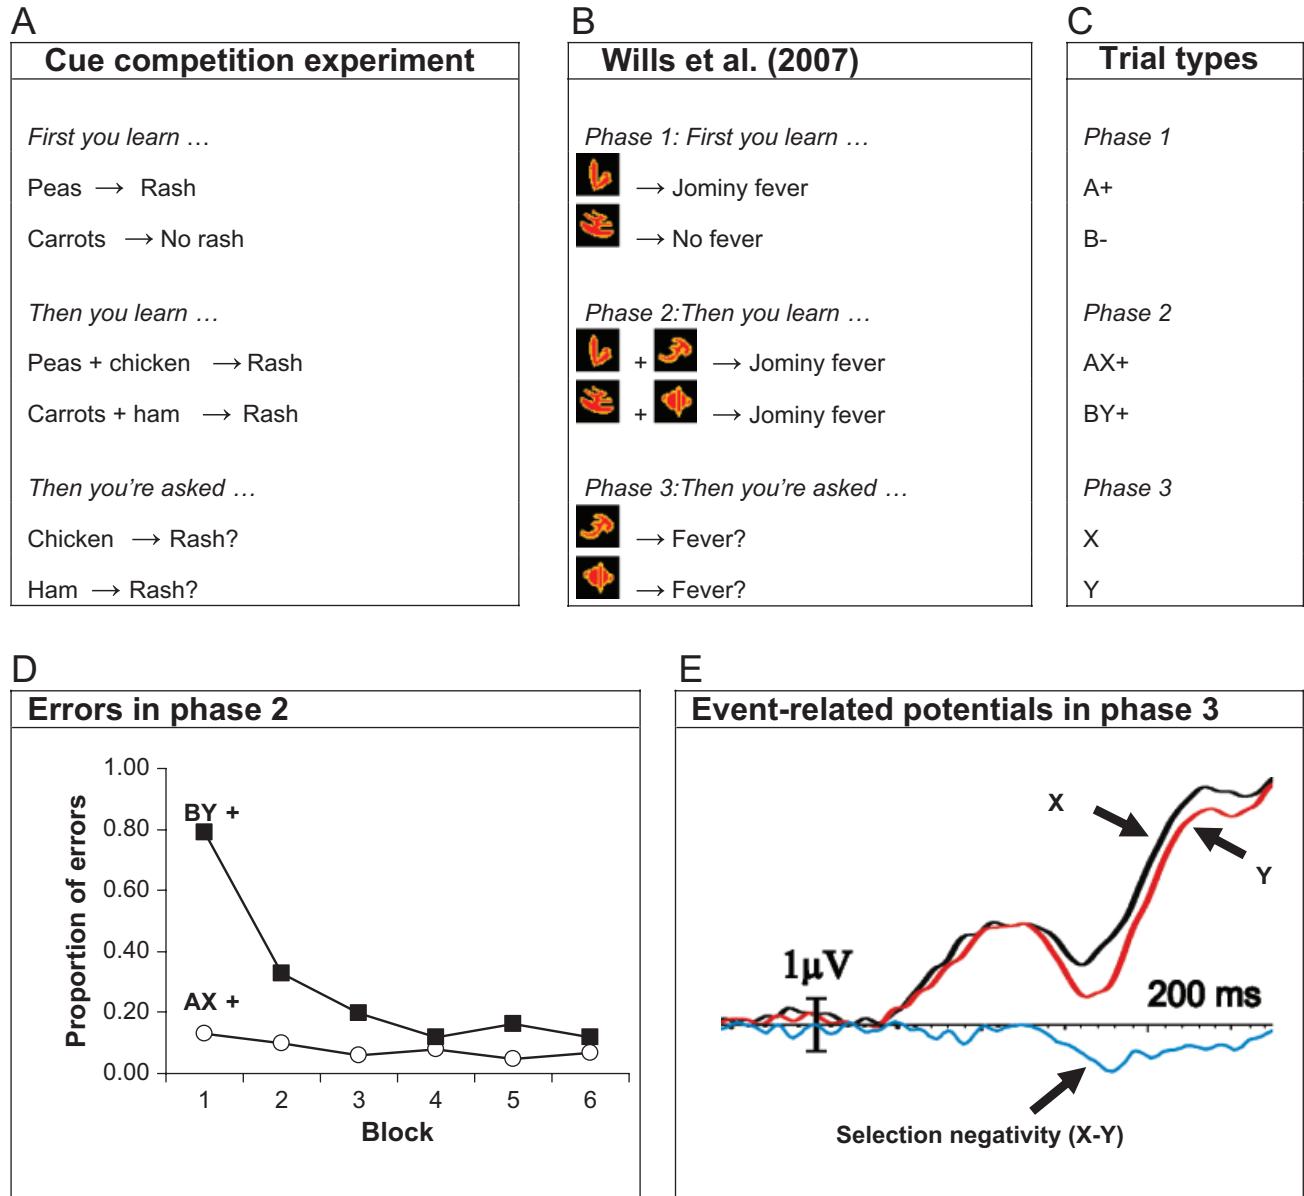 A
Cue competition experiment
First you learn …
Peas → Rash
Carrots → No rash
Then you learn …
Peas + chicken → Rash
Carrots + ham → Rash
Then you're asked …
Chicken → Rash?
Ham → Rash?
B
Wills et al. (2007)
Phase 1: First you learn …
→ Jominy fever
→ No fever
Phase 2:Then you learn …
+ → Jominy fever
+ → Jominy fever
Phase 3:Then you're asked …
→ Fever?
→ Fever?
C
Trial types
Phase 1
A+
B-
Phase 2
AX+
BY+
Phase 3
X
Y
D
Errors in phase 2
Proportion of errors
1.00
0.80
0.60
0.40
0.20
0.00
BY +
AX +
1 2 3 4 5 6
Block
E
Event-related potentials in phase 3
X
Y
1μV
200 ms
Selection negativity (X-Y)